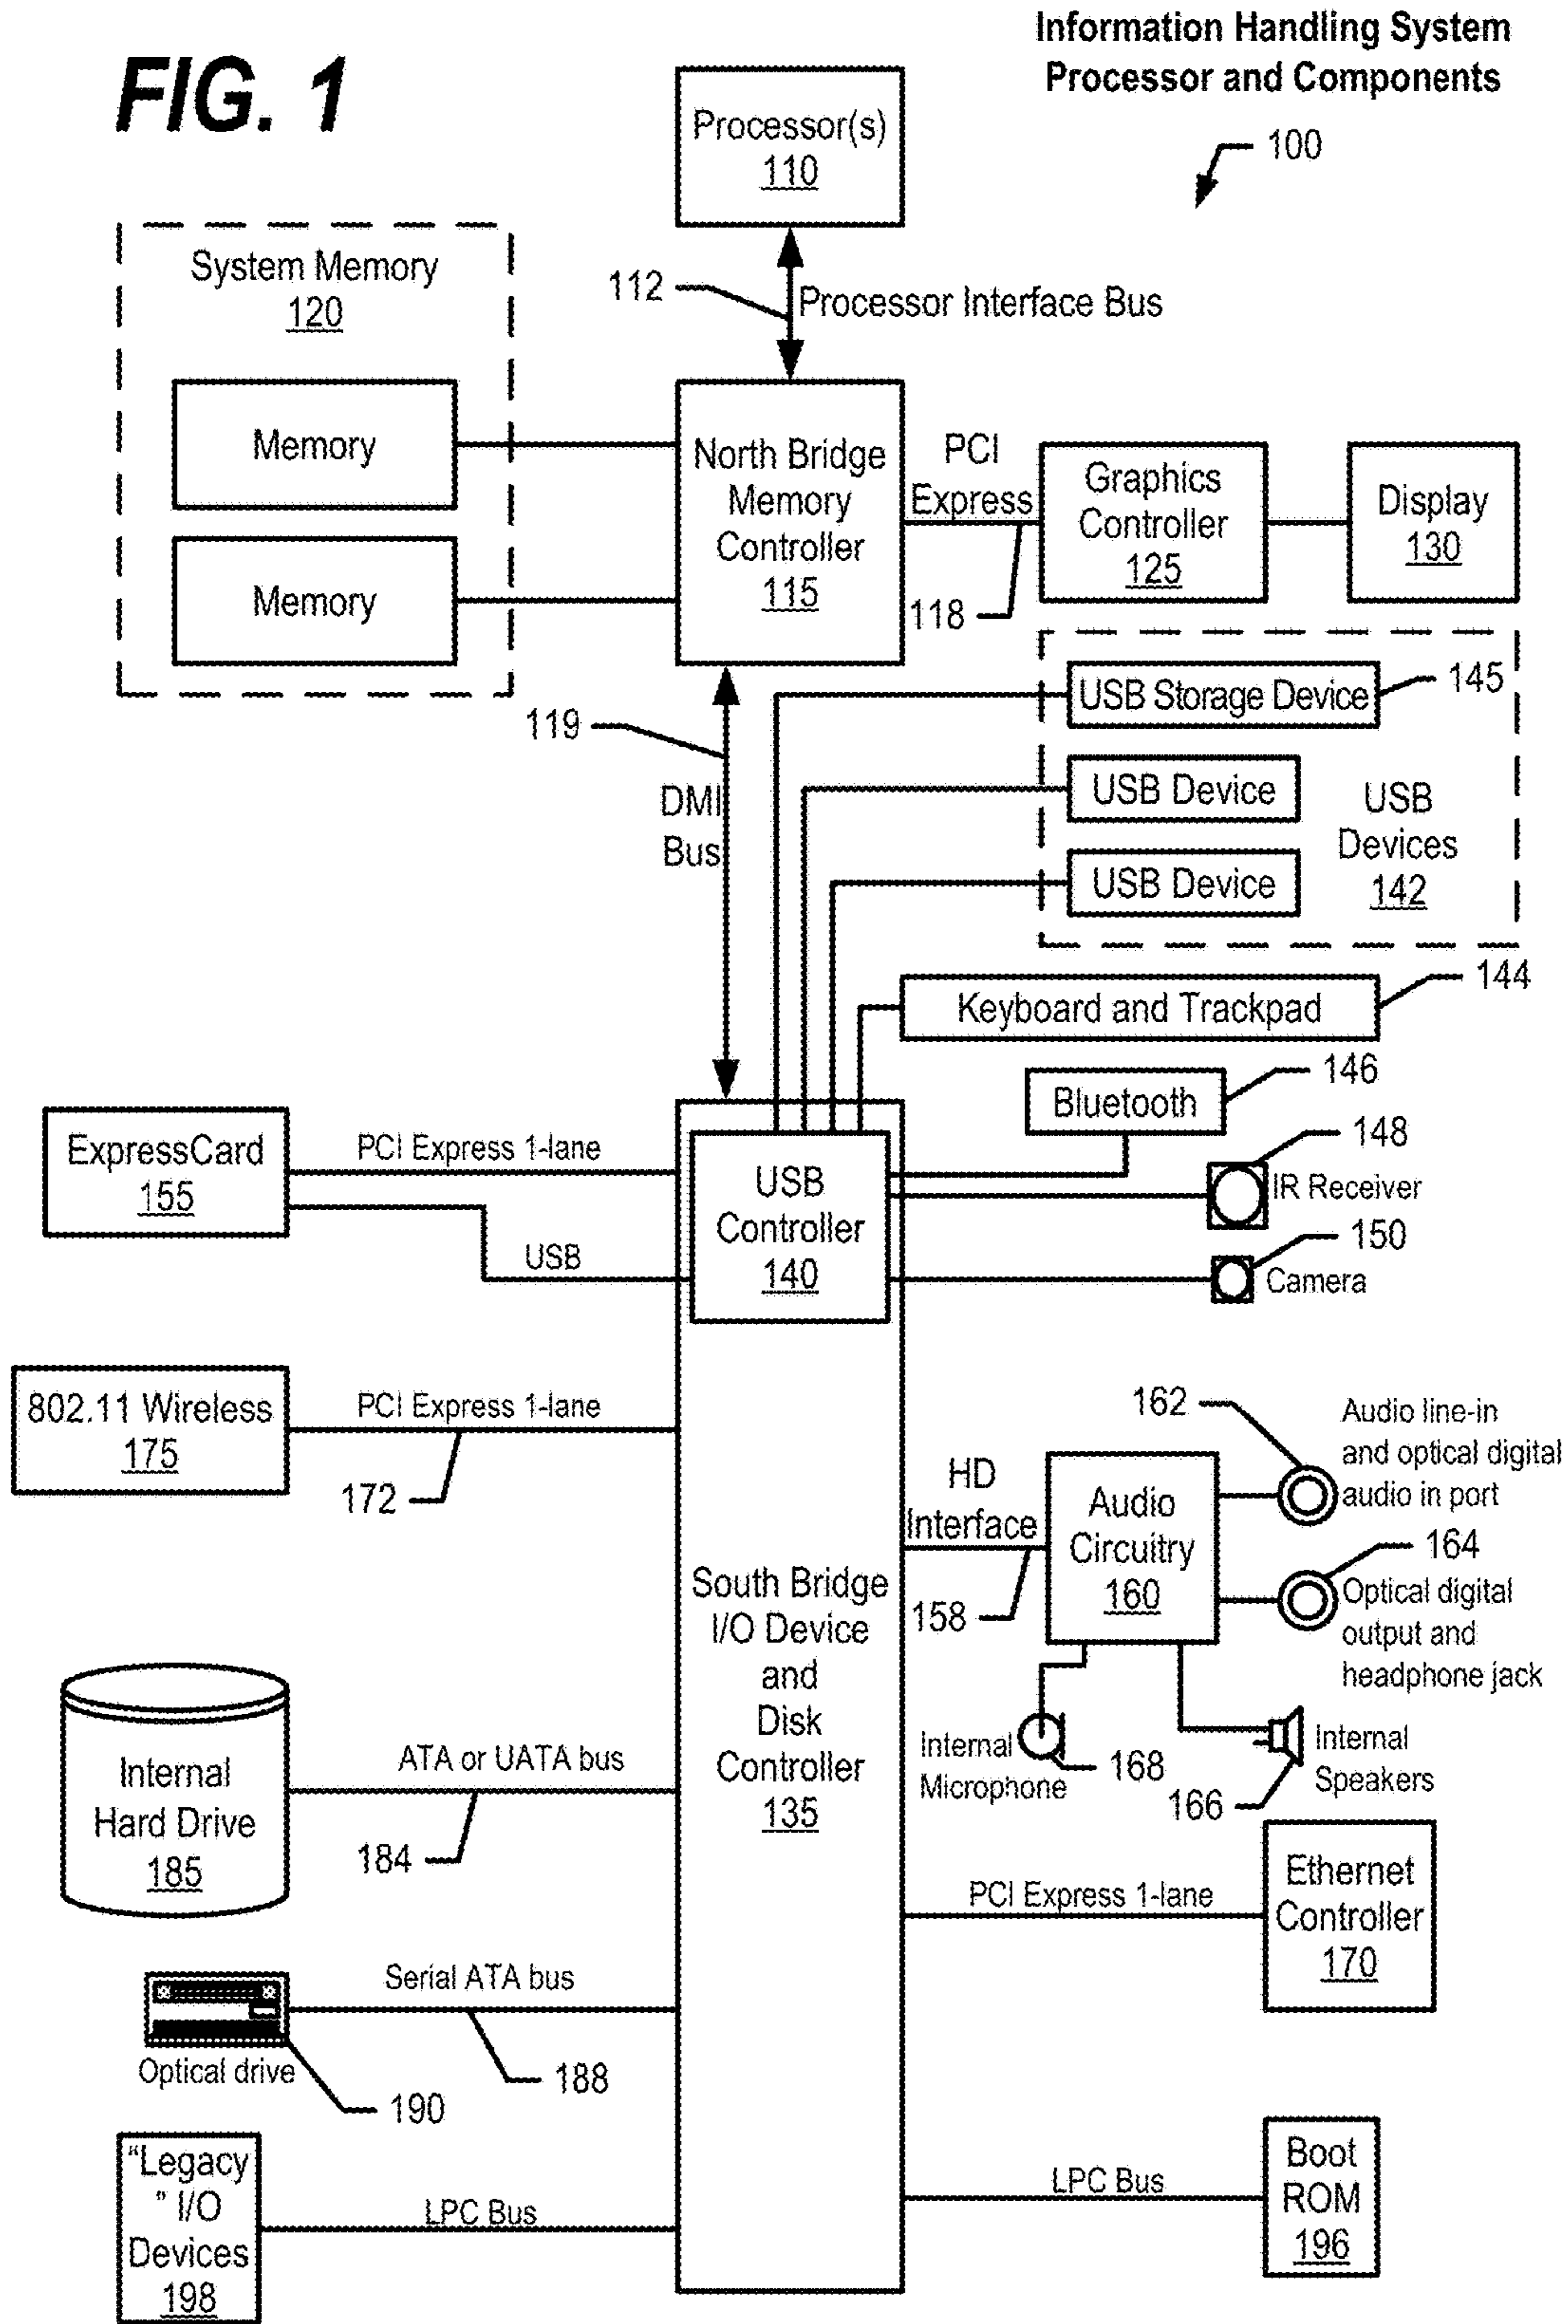 Information Handling System
Processor and Components
FIG. 1
100
Processor(s)
110
System Memory
120
112
Processor Interface Bus
Memory
Memory
North Bridge
Memory
Controller
115
PCI
Express
118
Graphics
Controller
125
Display
130
119
DMI
Bus
USB Storage Device
145
USB Device
USB Device
USB
Devices
142
Keyboard and Trackpad
144
Bluetooth
146
148
IR Receiver
150
Camera
ExpressCard
155
PCI Express 1-lane
USB
USB
Controller
140
802.11 Wireless
175
PCI Express 1-lane
172
162
Audio line-in
and optical digital
audio in port
HD
Interface
158
Audio
Circuitry
160
164
Optical digital
output and
headphone jack
South Bridge
I/O Device
and
Disk
Controller
135
Internal
Microphone
168
166
Internal
Speakers
Internal
Hard Drive
185
ATA or UATA bus
184
PCI Express 1-lane
Ethernet
Controller
170
Serial ATA bus
188
Optical drive
190
"Legacy
" I/O
Devices
198
LPC Bus
LPC Bus
Boot
ROM
196